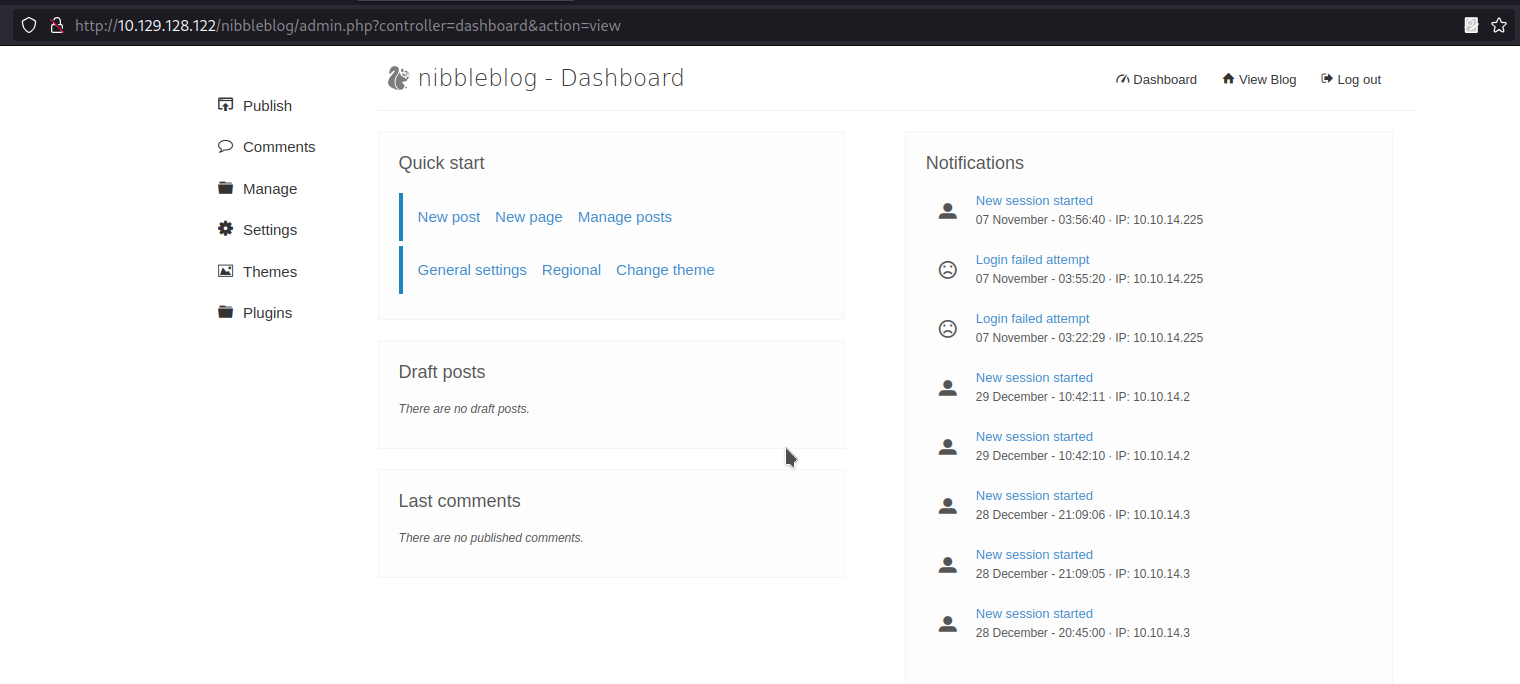 http://10.129.128.122/nibbleblog/admin.php?controller=dashboard&action=view
nibbleblog - Dashboard
Dashboard
View Blog
Log out
Publish
Comments
Manage
Settings
Themes
Plugins
Quick start
New post New page Manage posts
General settings Regional Change theme
Draft posts
There are no draft posts.
Last comments
There are no published comments.
Notifications
New session started
07 November - 03:56:40 · IP: 10.10.14.225
Login failed attempt
07 November - 03:55:20 · IP: 10.10.14.225
Login failed attempt
07 November - 03:22:29 · IP: 10.10.14.225
New session started
29 December - 10:42:11 · IP: 10.10.14.2
New session started
29 December - 10:42:10 · IP: 10.10.14.2
New session started
28 December - 21:09:06 · IP: 10.10.14.3
New session started
28 December - 21:09:05 · IP: 10.10.14.3
New session started
28 December - 20:45:00 · IP: 10.10.14.3